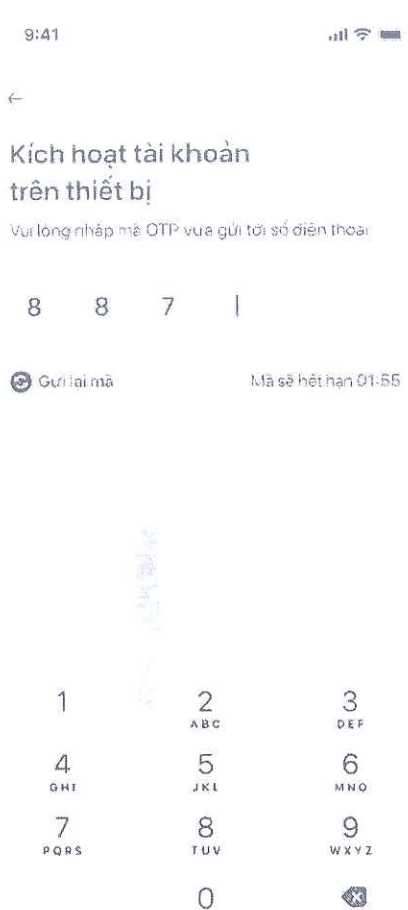 9:41
Kích hoạt tài khoản
trên thiết bị
Vui lòng nhập mã OTP vừa gửi tới số điện thoại
8 8 7
Gửi lại mã Mã sẽ hết hạn 01:55
1 2 3
ABC DEF
4 5 6
GHI JKL MNO
7 8 9
PQRS TUV WXYZ
0